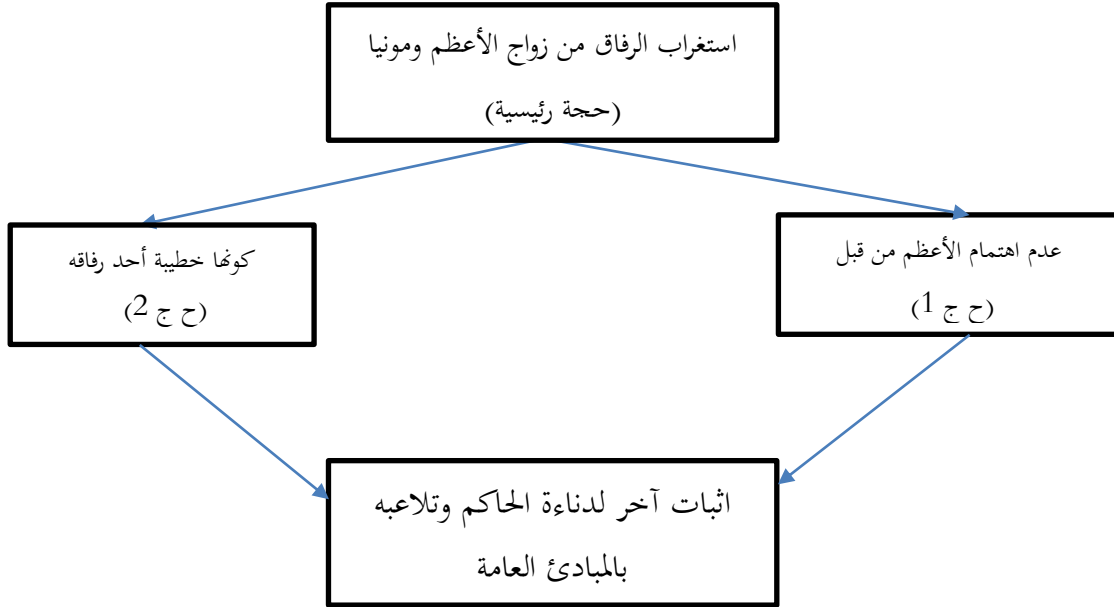 استغراب الرفاق من زواج الأعظم ومونيا
(حجة رئيسية)
عدم اهتمام الأعظم من قبل
(ح ج 1)
كونها خطيبة أحد رفاقه
(ح ج 2)
اثبات آخر لدناءة الحاكم وتلاعبه
بالمبادئ العامة